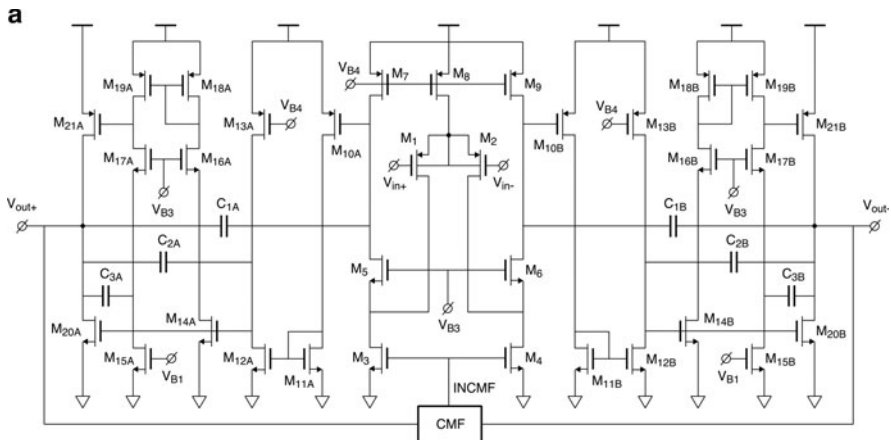 a
M19A M18A VB4 VB4 M7 M8 M9 VB4 M18B M19B
M21A M13A M10A M1 M2 M10B M13B M21B
M17A M16A Vin+ Vin- M16B M17B
VB3 VB3
Vout+ C1A C1B Vout-
C2A M5 M6 C2B
C3A VB3 C3B
M20A M14A M14B M20B
M15A M12A M3 M4 M12B M15B
VB1 M11A INCMF M11B VB1
CMF